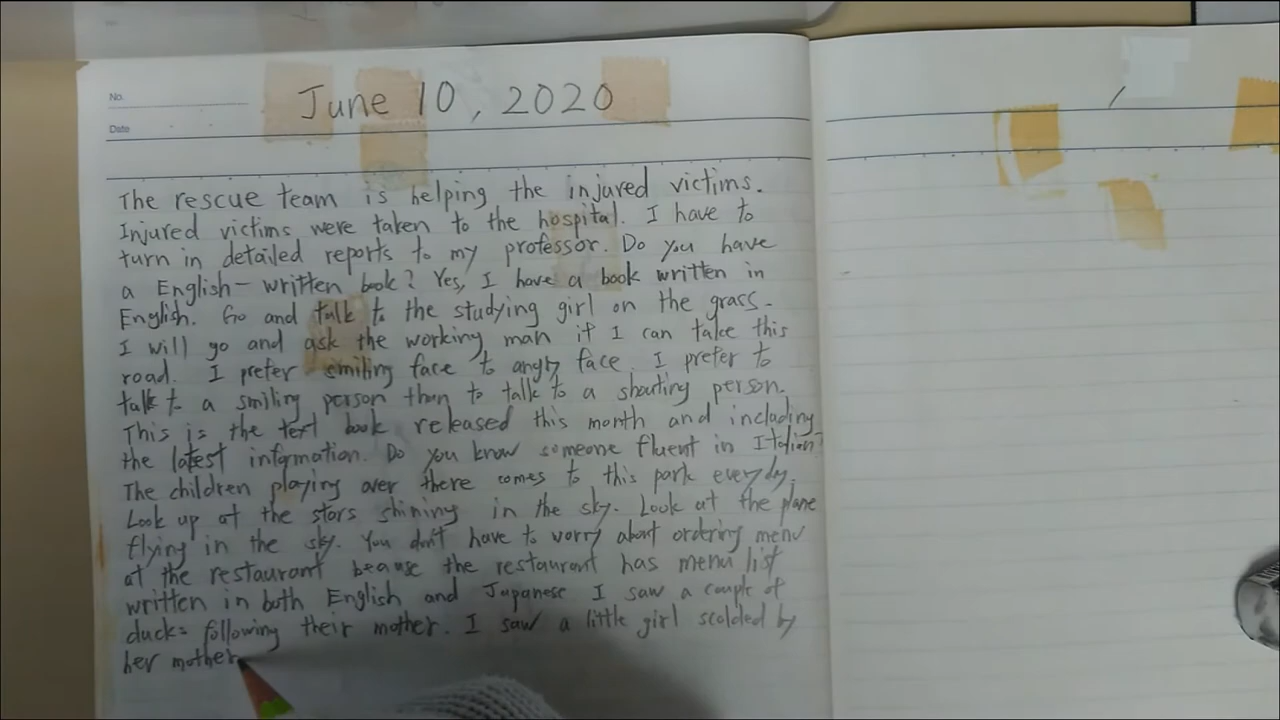 No.
Date
June 10, 2020
The rescue team is helping the injured victims.
Injured victims were taken to the hospital. I have to
turn in detailed reports to my professor. Do you have
a English-written book? Yes, I have a book written in
English. Go and talk to the studying girl on the grass.
I will go and ask the working man if I can take this
road. I prefer smiling face to angry face. I prefer to
talk to a smiling person than to talk to a shouting person.
This is the text book released this month and including
the latest information. Do you know someone fluent in Italian?
The children playing over there comes to this park everyday.
Look up at the stars shining in the sky. Look at the plane
flying in the sky. You don't have to worry about ordering menu
at the restaurant because the restaurant has menu list
written in both English and Japanese I saw a couple of
ducks following their mother. I saw a little girl scolded by
her mother